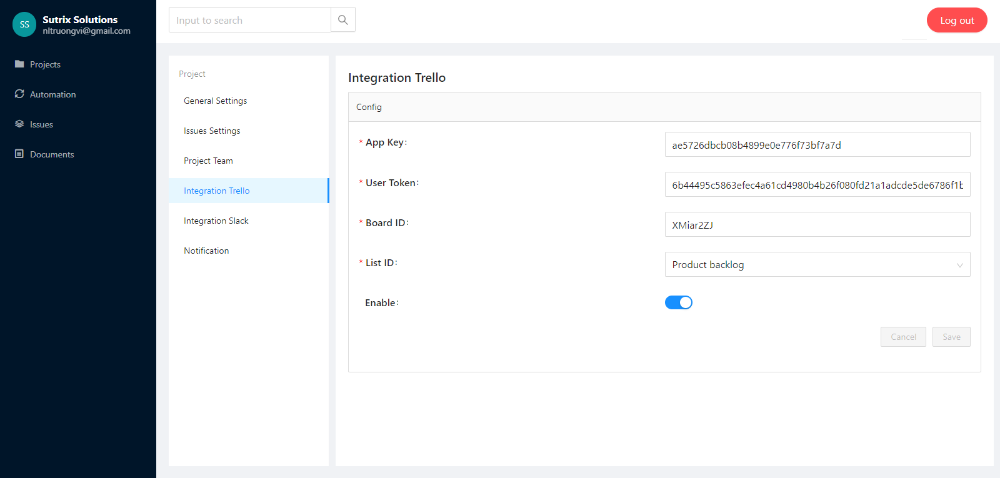 SS
Sutrix Solutions
nltruongvi@gmail.com
Projects
Automation
Issues
Documents
Input to search
Log out
Project
General Settings
Issues Settings
Project Team
Integration Trello
Integration Slack
Notification
Integration Trello
Config
* App Key:
ae5726dbcb08b4899e0e776f73bf7a7d
* User Token:
6b44495c5863efec4a61cd4980b4b26f080fd21a1adcde5de6786f1b
* Board ID:
XMiar2ZJ
* List ID:
Product backlog
Enable:
Cancel
Save